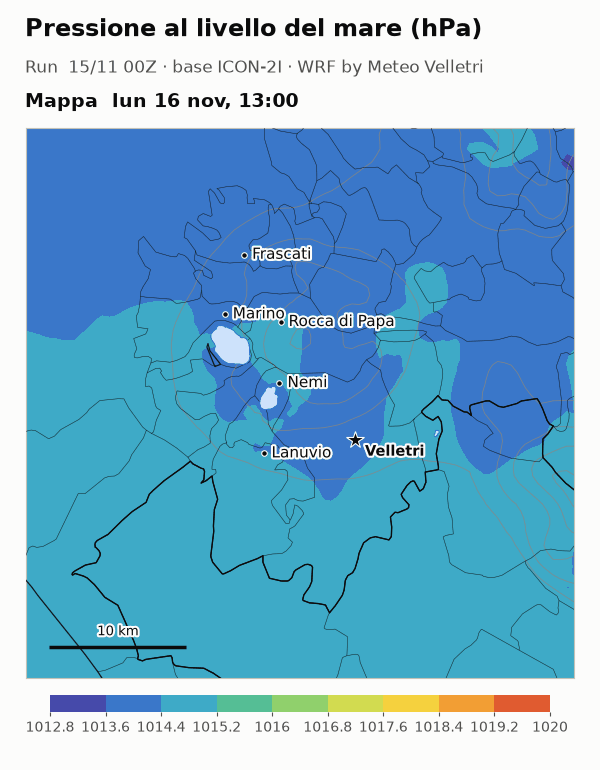 Pressione al livello del mare (hPa)
Run  15/11 00Z · base ICON-2I · WRF by Meteo Velletri
Mappa  lun 16 nov, 13:00
Frascati
Marino
Rocca di Papa
Nemi
Velletri
Lanuvio
10 km
1012.8 1013.6 1014.4 1015.2 1016 1016.8 1017.6 1018.4 1019.2 1020